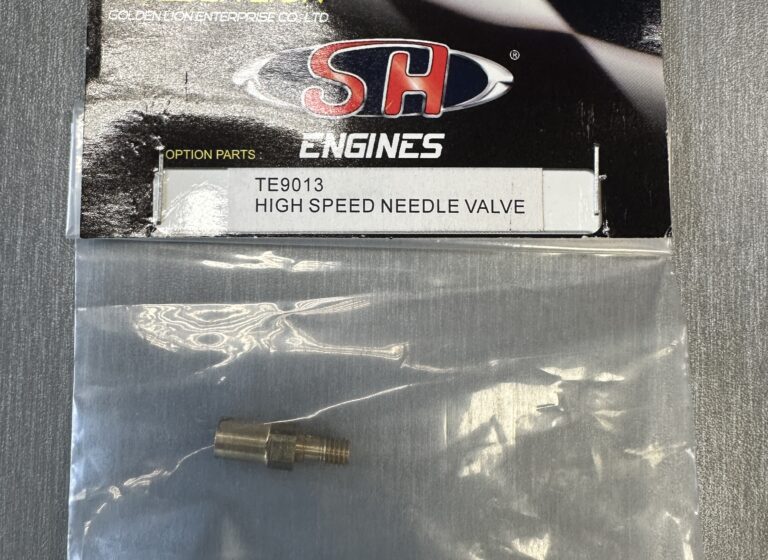 GOLDEN LION ENTERPRISE CO., LTD
SH
®
ENGINES
OPTION PARTS
TE9013
HIGH SPEED NEEDLE VALVE